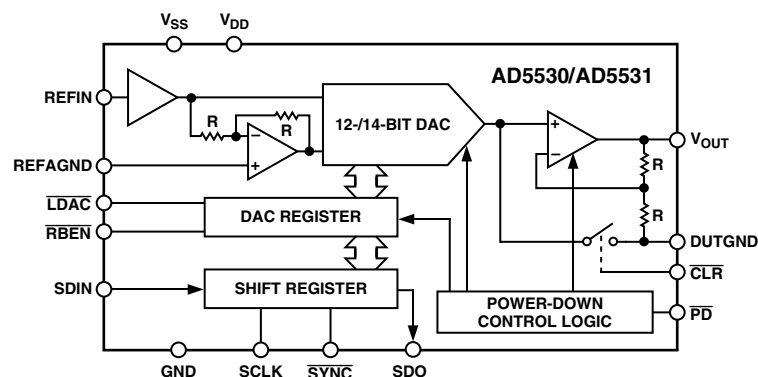 VSS VDD
AD5530/AD5531
REFIN
R R
12-/14-BIT DAC
+
−
−
+
R
VOUT
REFAGND
LDAC
DAC REGISTER
R
RBEN
DUTGND
CLR
SDIN
SHIFT REGISTER
POWER-DOWN
CONTROL LOGIC
PD
GND SCLK SYNC SDO